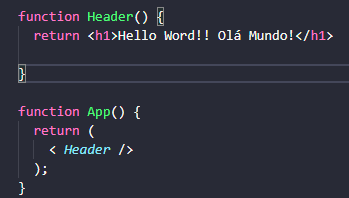 function Header() {
return <h1>Hello Word!! Olá Mundo!</h1>
}
function App() {
return (
< Header />
);
}